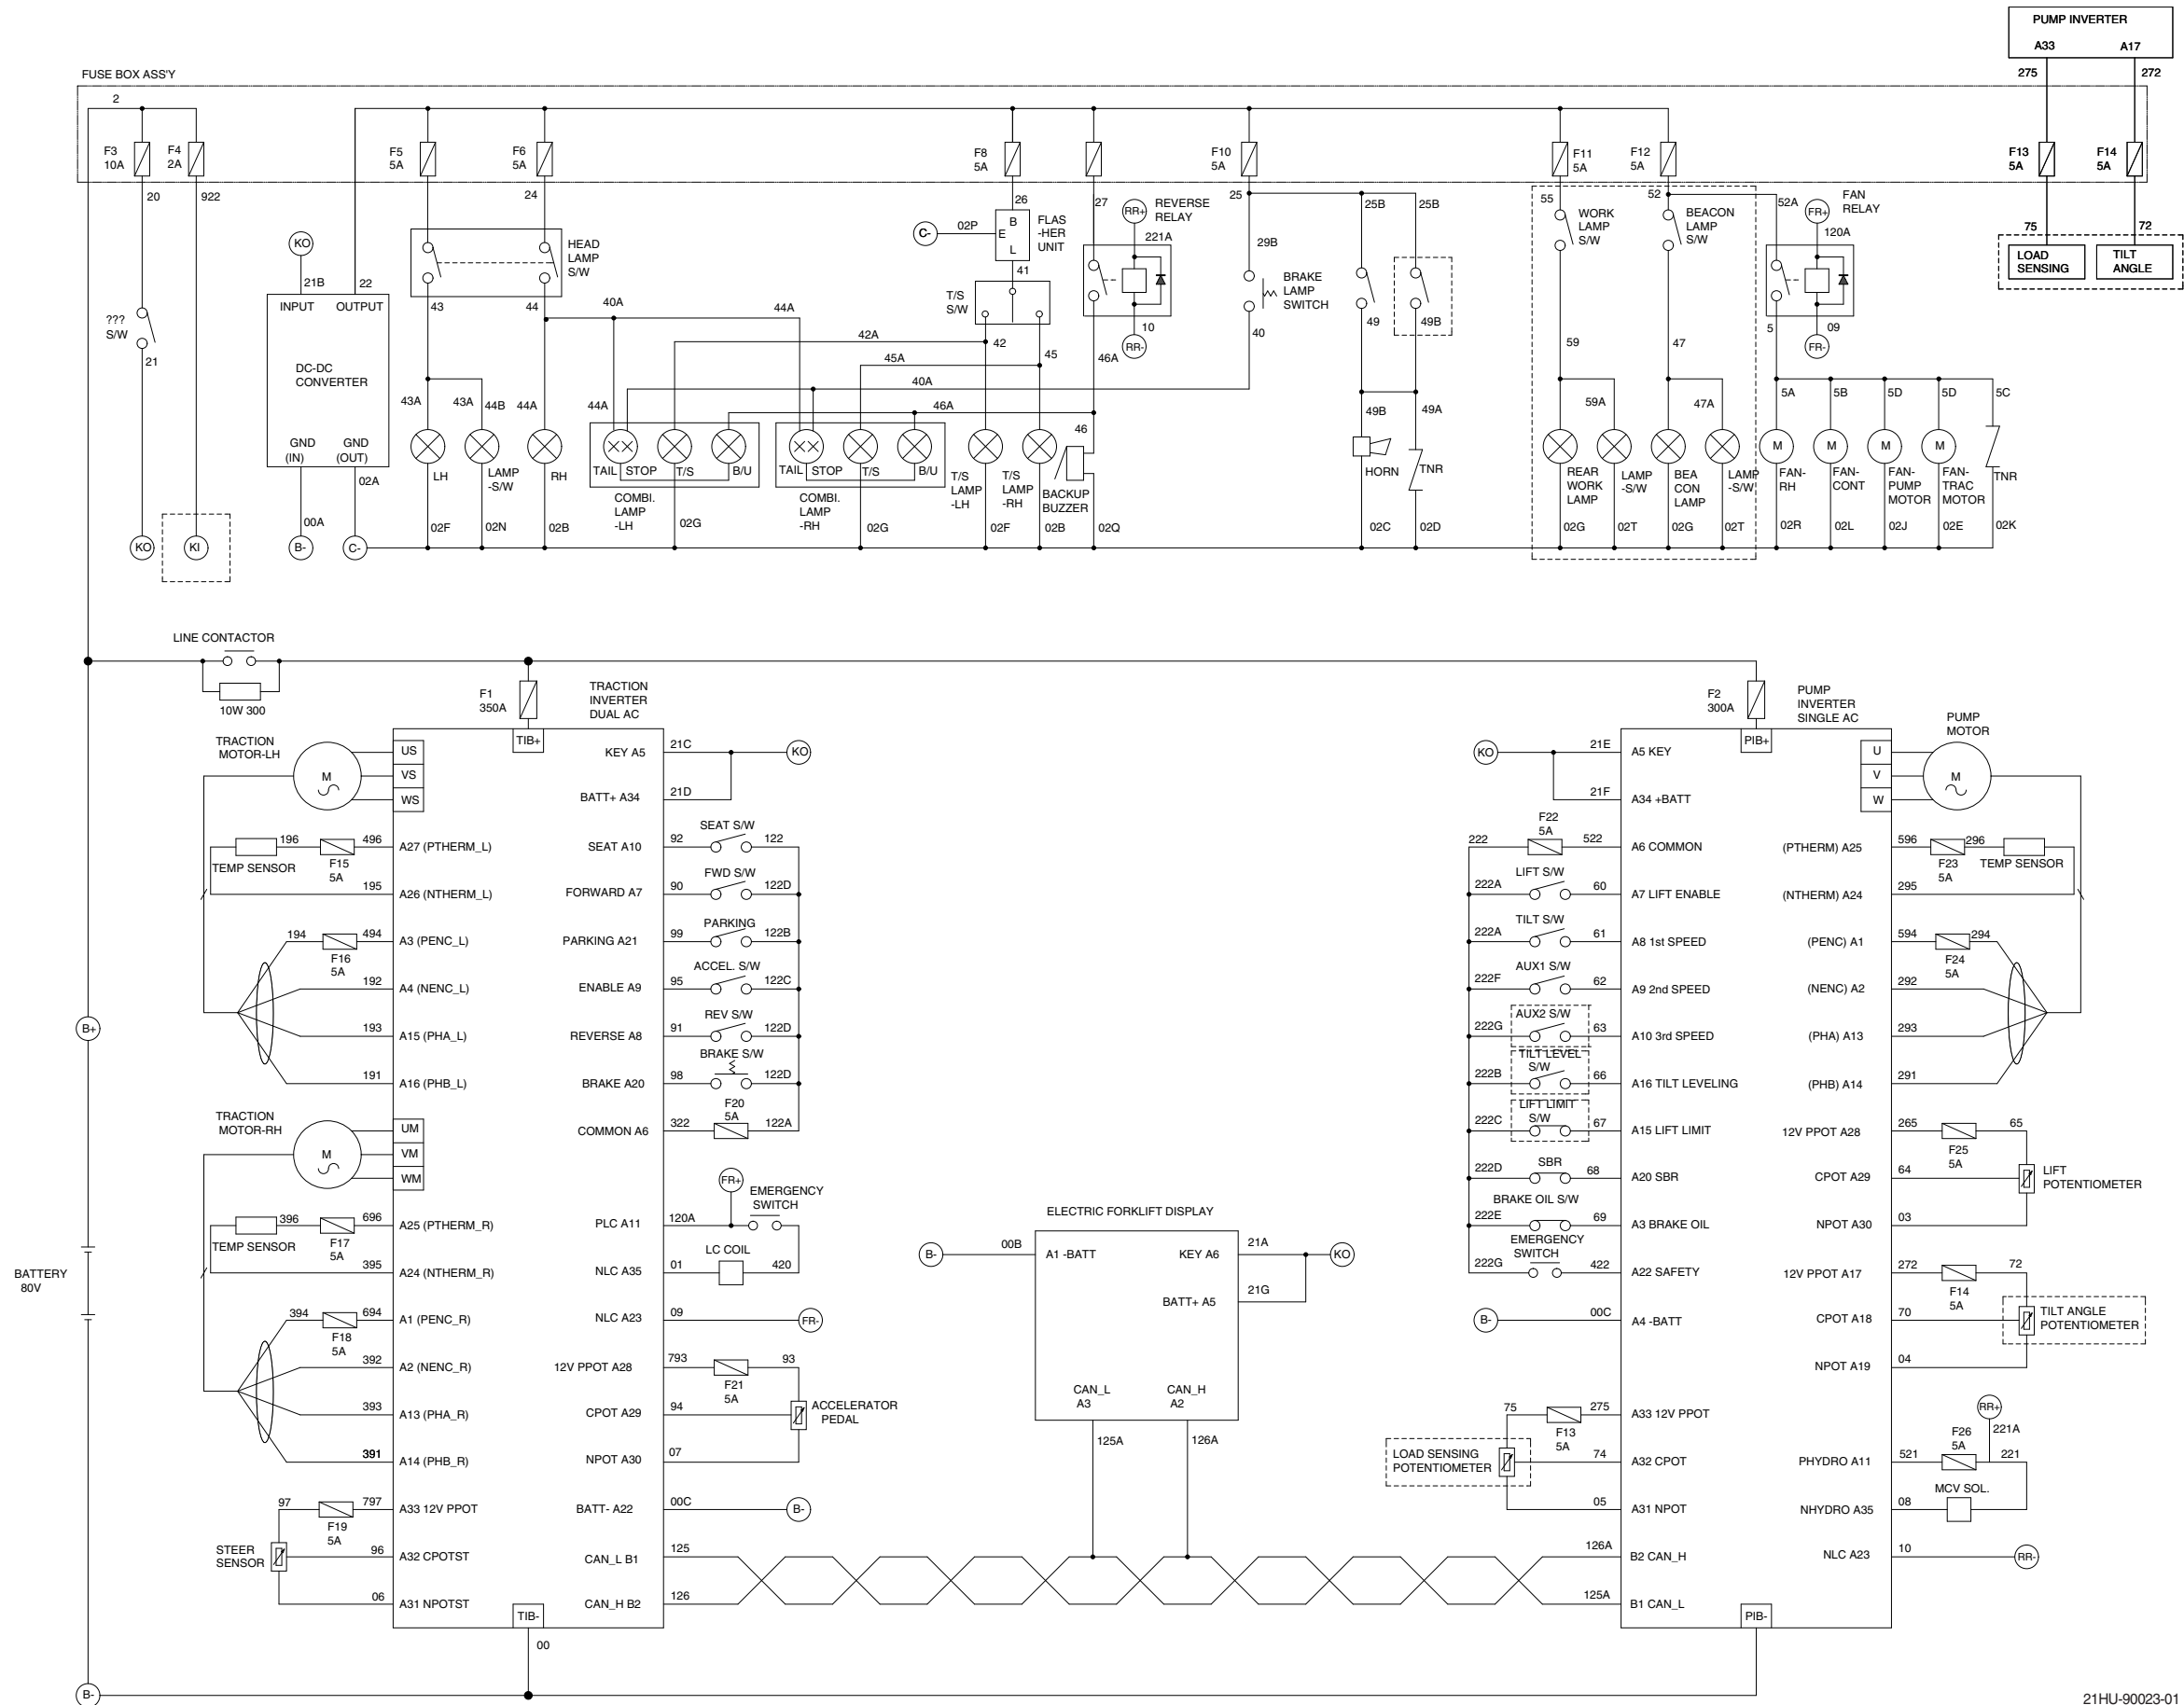 PUMP INVERTER
A33 A17
275 272
FUSE BOX ASS'Y
2
F3
10A
F4
2A
F5
5A
F6
5A
F8
5A
F10
5A
F11
5A
F12
5A
F13
5A
F14
5A
20 922 24 26 27 25 25B 25B 55 52 52A 75 72
KO
21B 22
INPUT OUTPUT
DC-DC
CONVERTER
GND
(IN)
GND
(OUT)
02A
00A
???
S/W
21
KO
KI
B-
C-
HEAD
LAMP
S/W
43 44
40A 44A
43A 43A 44B 44A 44A
LH
LAMP
-S/W
RH
02F 02N 02B
C-
02P
B
E
L
FLAS
-HER
UNIT
41
T/S
S/W
42A 42
45A 45
40A
46A
46A
46
RR+
REVERSE
RELAY
221A
10
RR-
TAIL STOP T/S B/U
COMBI.
LAMP
-LH
02G
TAIL STOP T/S B/U
COMBI.
LAMP
-RH
02G
T/S
LAMP
-LH
02F
T/S
LAMP
-RH
02B
BACKUP
BUZZER
02Q
29B
BRAKE
LAMP
SWITCH
40
49 49B
49B 49A
HORN
TNR
02C 02D
WORK
LAMP
S/W
BEACON
LAMP
S/W
59 47
59A 47A
REAR
WORK
LAMP
LAMP
-S/W
BEA
CON
LAMP
LAMP
-S/W
02G 02T 02G 02T
FR+
FAN
RELAY
120A
5 09
FR-
5A 5B 5D 5D 5C
M M M M
FAN-
RH
FAN-
CONT
FAN-
PUMP
MOTOR
FAN-
TRAC
MOTOR
TNR
02R 02L 02J 02E 02K
LOAD
SENSING
TILT
ANGLE
LINE CONTACTOR
10W 300
F1
350A
TRACTION
INVERTER
DUAL AC
TIB+
TRACTION
MOTOR-LH
M
US
VS
WS
TEMP SENSOR
196
F15
5A
496
A27 (PTHERM_L)
195
A26 (NTHERM_L)
194
F16
5A
494
A3 (PENC_L)
192
A4 (NENC_L)
193
A15 (PHA_L)
191
A16 (PHB_L)
TRACTION
MOTOR-RH
M
UM
VM
WM
TEMP SENSOR
396
F17
5A
696
A25 (PTHERM_R)
395
A24 (NTHERM_R)
394
F18
5A
694
A1 (PENC_R)
392
A2 (NENC_R)
393
A13 (PHA_R)
391
A14 (PHB_R)
97
F19
5A
797
A33 12V PPOT
STEER
SENSOR
96
A32 CPOTST
06
A31 NPOTST
TIB-
00
B+
BATTERY
80V
B-
KEY A5 21C KO
BATT+ A34 21D
SEAT A10 92 SEAT S/W 122
FORWARD A7 90 FWD S/W 122D
PARKING A21 99 PARKING 122B
ENABLE A9 95 ACCEL. S/W 122C
REVERSE A8 91 REV S/W 122D
BRAKE A20 98 BRAKE S/W 122D
COMMON A6 322 F20
5A 122A
FR+
EMERGENCY
SWITCH
PLC A11 120A
LC COIL
NLC A35 01 420
NLC A23 09 FR-
12V PPOT A28 793 F21
5A 93
CPOT A29 94
ACCELERATOR
PEDAL
NPOT A30 07
BATT- A22 00C B-
CAN_L B1 125
CAN_H B2 126
ELECTRIC FORKLIFT DISPLAY
B- 00B A1 -BATT
KEY A6 21A KO
BATT+ A5 21G
CAN_L
A3
CAN_H
A2
125A 126A
F2
300A
PUMP
INVERTER
SINGLE AC
PIB+
PUMP
MOTOR
M
U
V
W
KO 21E A5 KEY
21F A34 +BATT
222 F22
5A 522 A6 COMMON
222A LIFT S/W 60 A7 LIFT ENABLE
222A TILT S/W 61 A8 1st SPEED
222F AUX1 S/W 62 A9 2nd SPEED
222G AUX2 S/W 63 A10 3rd SPEED
222B TILT LEVEL
S/W 66 A16 TILT LEVELING
222C LIFT LIMIT
S/W 67 A15 LIFT LIMIT
222D SBR 68 A20 SBR
222E BRAKE OIL S/W 69 A3 BRAKE OIL
222G EMERGENCY
SWITCH 422 A22 SAFETY
B- 00C A4 -BATT
75 F13
5A 275 A33 12V PPOT
LOAD SENSING
POTENTIOMETER
74 A32 CPOT
05 A31 NPOT
126A B2 CAN_H
125A B1 CAN_L
PIB-
(PTHERM) A25 596 F23
5A 296 TEMP SENSOR
(NTHERM) A24 295
(PENC) A1 594 F24
5A 294
(NENC) A2 292
(PHA) A13 293
(PHB) A14 291
12V PPOT A28 265 F25
5A 65
CPOT A29 64
LIFT
POTENTIOMETER
NPOT A30 03
12V PPOT A17 272 F14
5A 72
CPOT A18 70
TILT ANGLE
POTENTIOMETER
NPOT A19 04
RR+
221A
PHYDRO A11 521 F26
5A 221
MCV SOL.
NHYDRO A35 08
NLC A23 10 RR-
21HU-90023-01